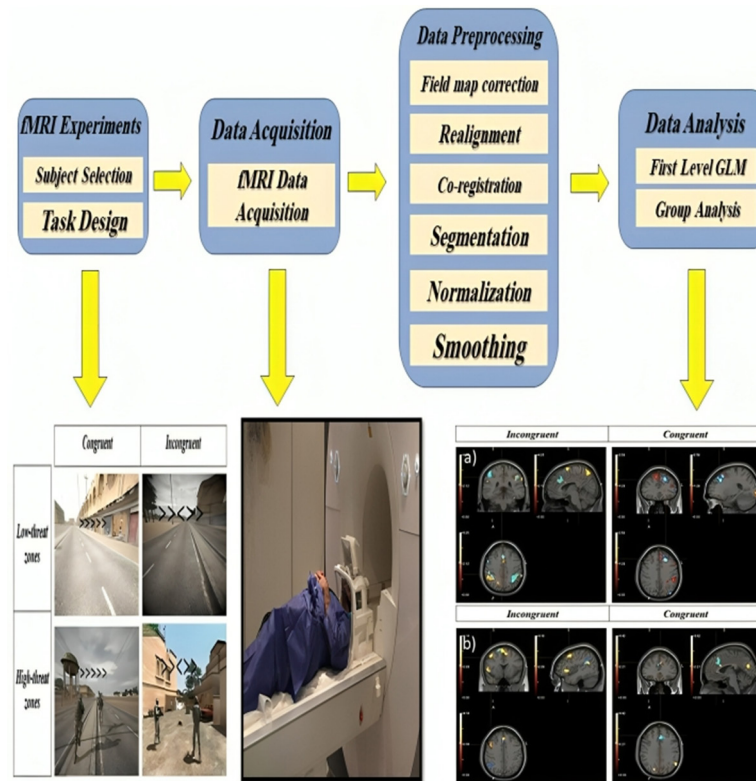 fMRI Experiments
Subject Selection
Task Design
Data Acquisition
fMRI Data
Acquisition
Data Preprocessing
Field map correction
Realignment
Co-registration
Segmentation
Normalization
Smoothing
Data Analysis
First Level GLM
Group Analysis
Congruent
Incongruent
Low-threat
zones
High-threat
zones
Incongruent
Congruent
a)
Incongruent
Congruent
b)